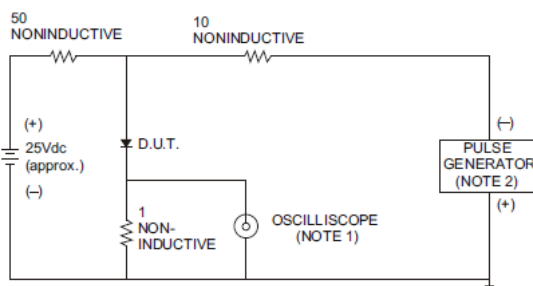 50
NONINDUCTIVE
10
NONINDUCTIVE
(+)
25Vdc
(approx.)
(–)
D.U.T.
1
NON-
INDUCTIVE
OSCILLISCOPE
(NOTE 1)
(–)
PULSE
GENERATOR
(NOTE 2)
(+)